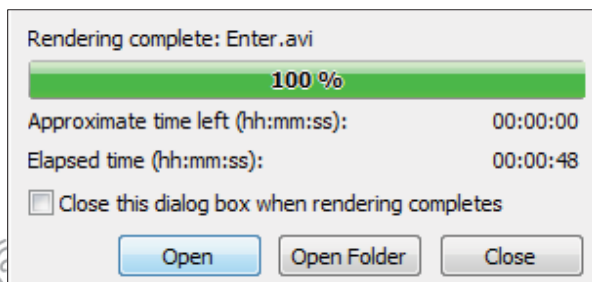 Rendering complete: Enter.avi
100 %
Approximate time left (hh:mm:ss): 00:00:00
Elapsed time (hh:mm:ss): 00:00:48
Close this dialog box when rendering completes
Open Open Folder Close